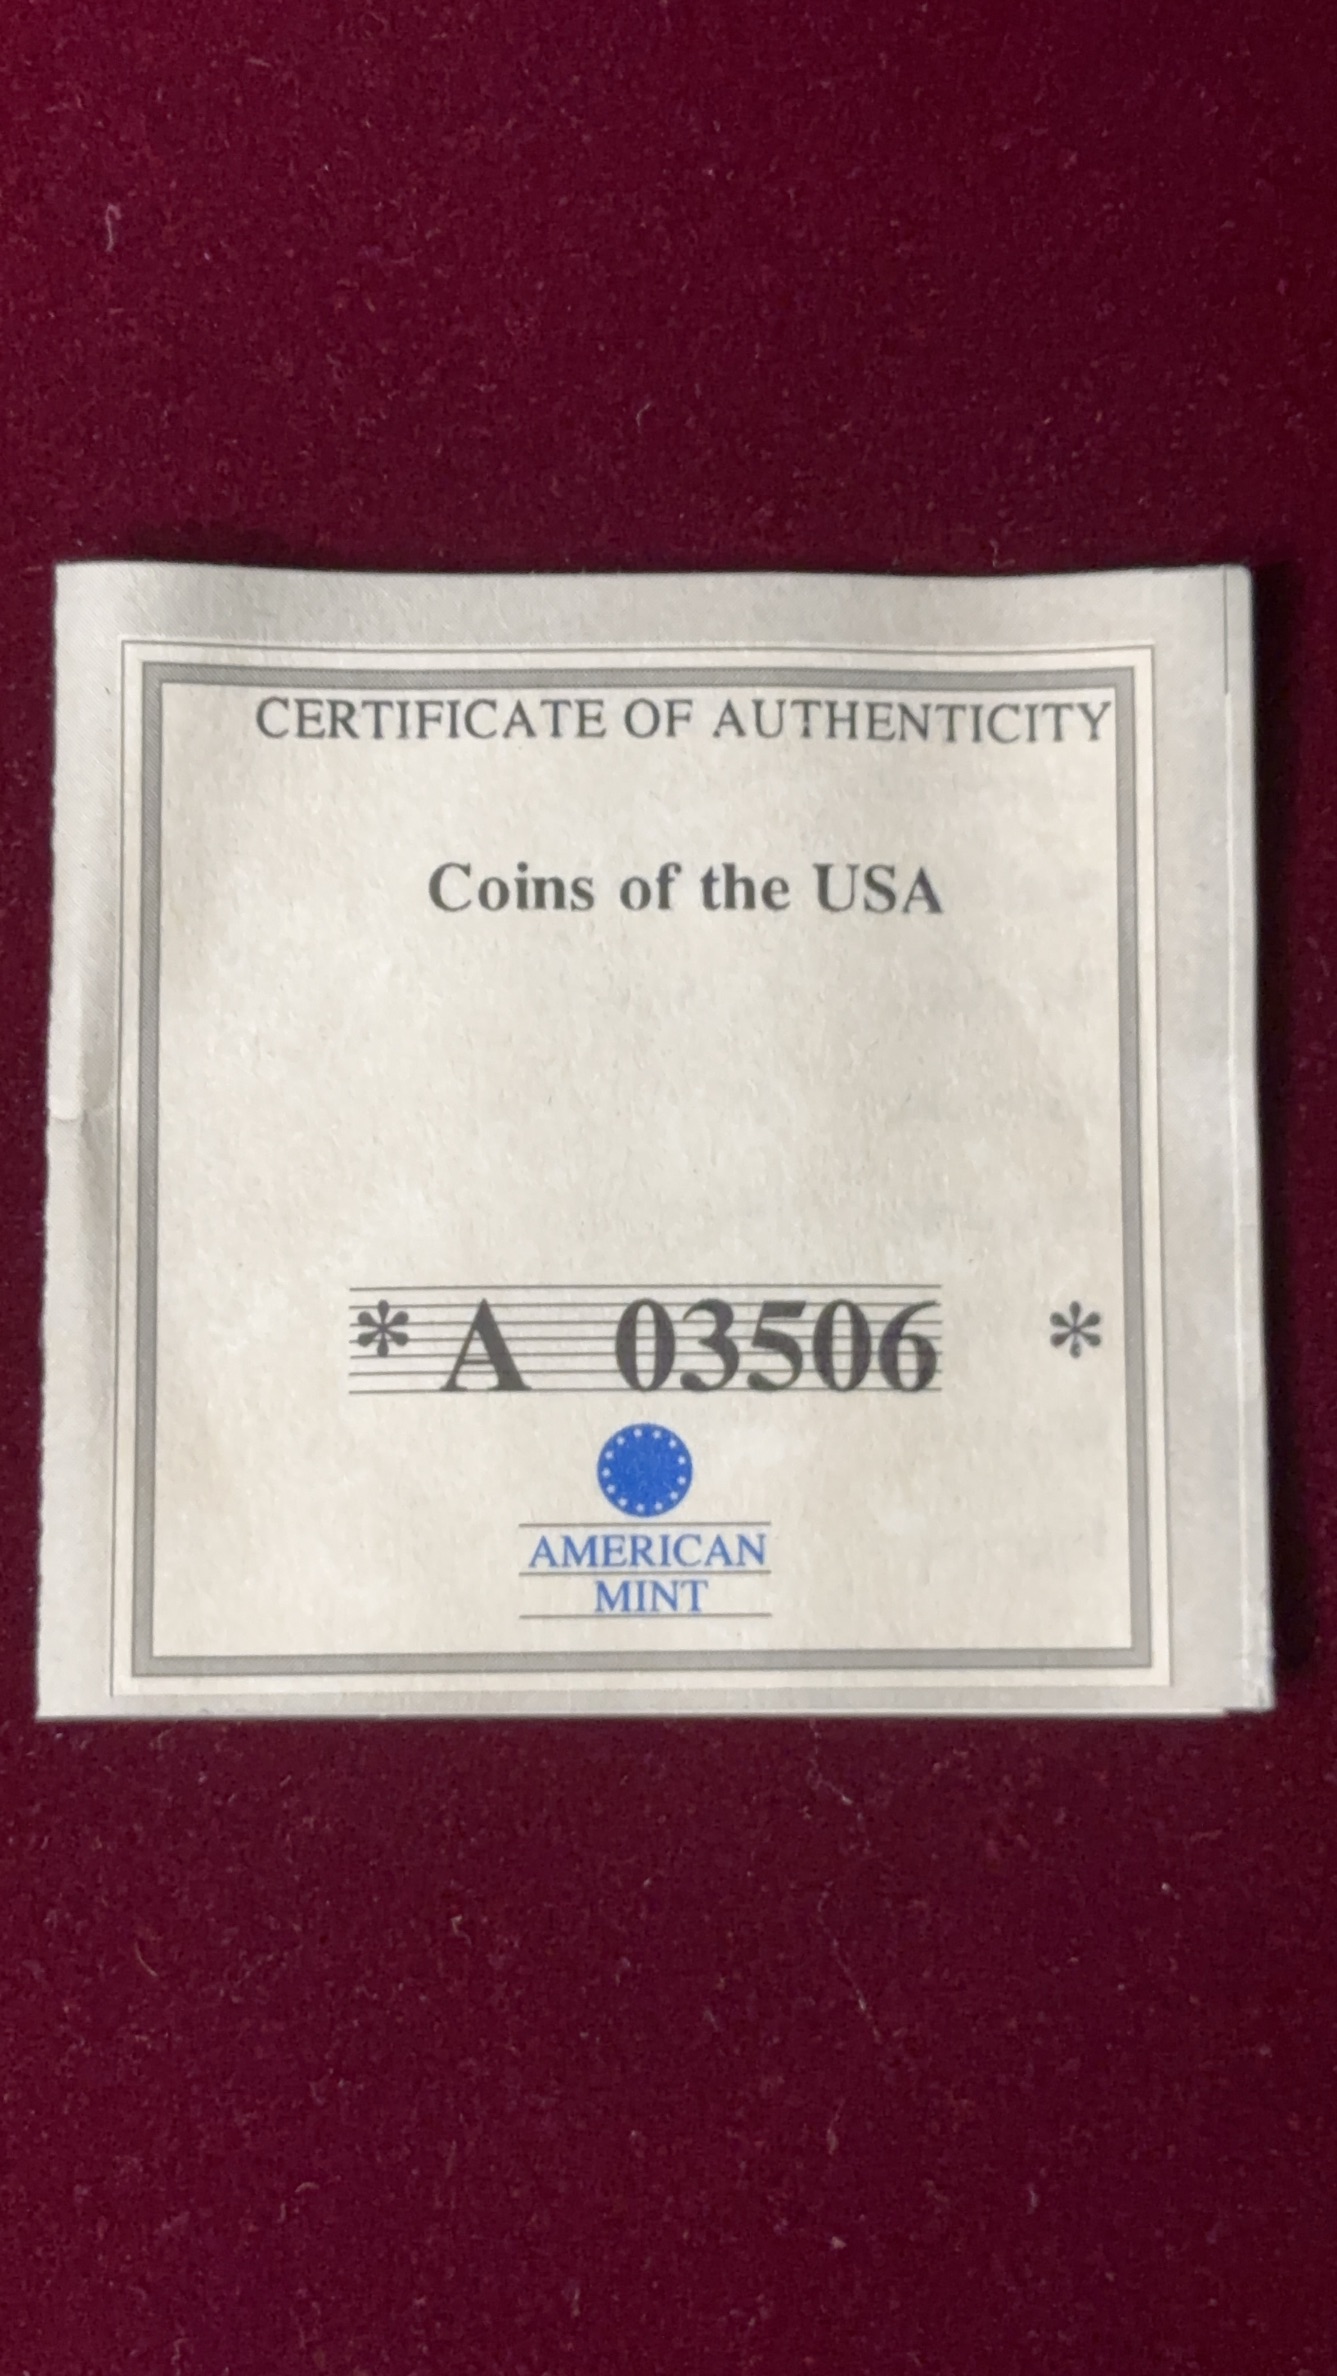 CERTIFICATE OF AUTHENTICITY
Coins of the USA
* A 03506 *
AMERICAN
MINT